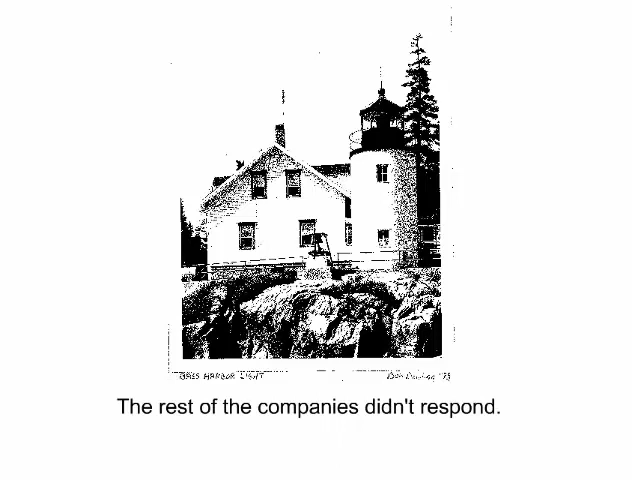 BASS HARBOR LIGHT
The rest of the companies didn't respond.